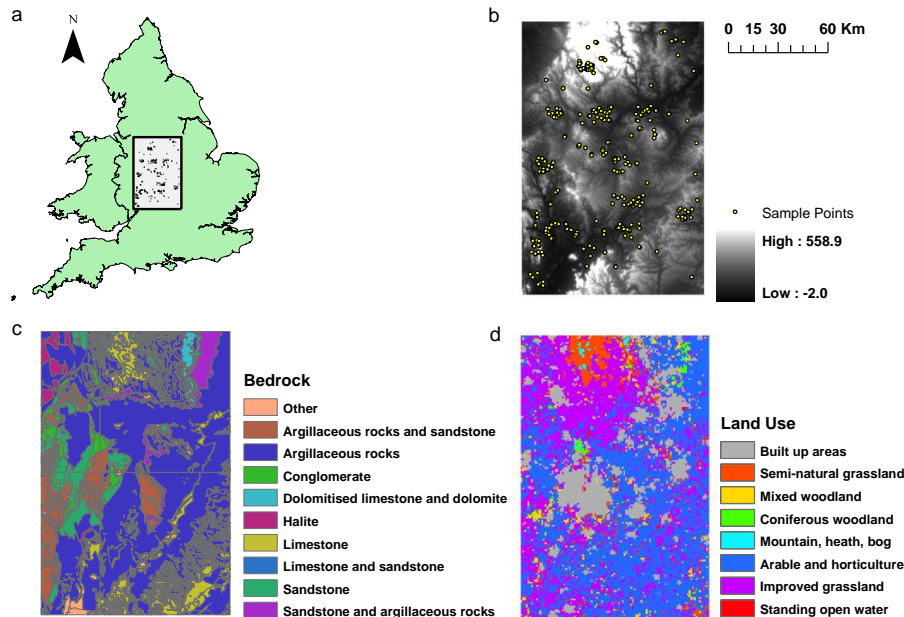 a
N
b
0 15 30 60 Km
Sample Points
High : 558.9
Low : -2.0
c
Bedrock
Other
Argillaceous rocks and sandstone
Argillaceous rocks
Conglomerate
Dolomitised limestone and dolomite
Halite
Limestone
Limestone and sandstone
Sandstone
Sandstone and argillaceous rocks
d
Land Use
Built up areas
Semi-natural grassland
Mixed woodland
Coniferous woodland
Mountain, heath, bog
Arable and horticulture
Improved grassland
Standing open water